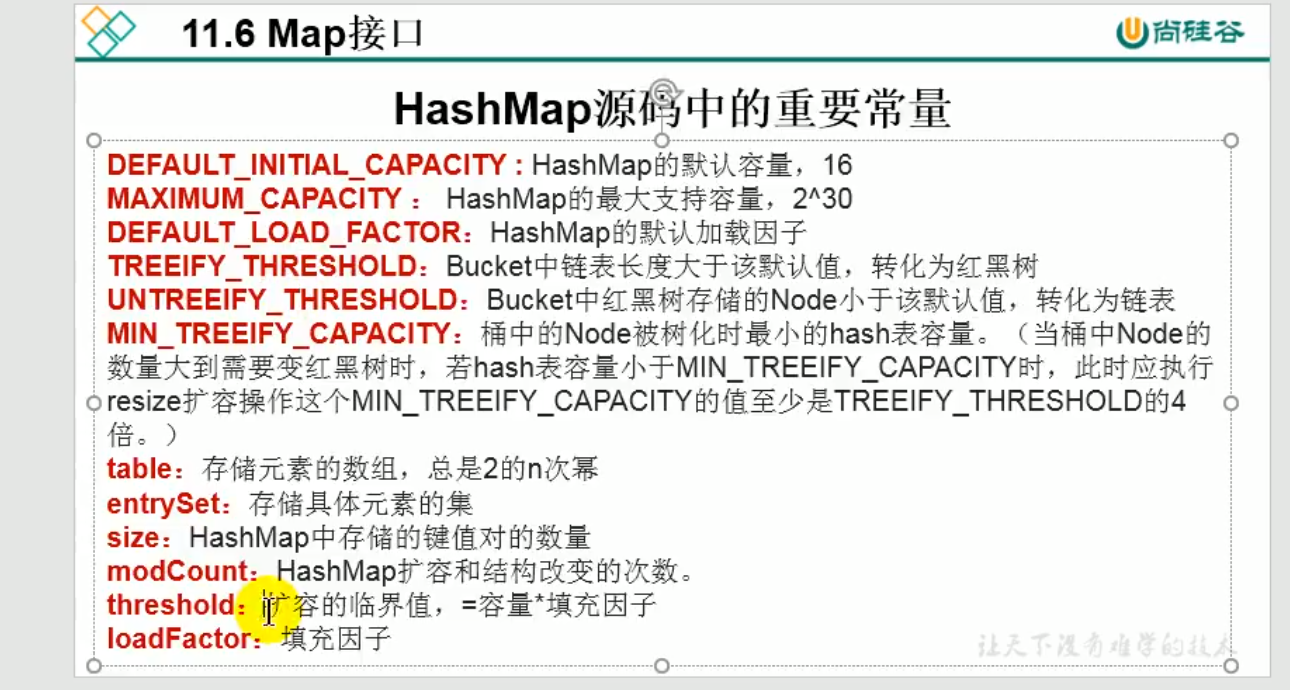 11.6 Map接口
尚硅谷
HashMap源码中的重要常量
DEFAULT_INITIAL_CAPACITY : HashMap的默认容量，16
MAXIMUM_CAPACITY ： HashMap的最大支持容量，2^30
DEFAULT_LOAD_FACTOR：HashMap的默认加载因子
TREEIFY_THRESHOLD：Bucket中链表长度大于该默认值，转化为红黑树
UNTREEIFY_THRESHOLD：Bucket中红黑树存储的Node小于该默认值，转化为链表
MIN_TREEIFY_CAPACITY：桶中的Node被树化时最小的hash表容量。（当桶中Node的
数量大到需要变红黑树时，若hash表容量小于MIN_TREEIFY_CAPACITY时，此时应执行
resize扩容操作这个MIN_TREEIFY_CAPACITY的值至少是TREEIFY_THRESHOLD的4
倍。）
table：存储元素的数组，总是2的n次幂
entrySet：存储具体元素的集
size：HashMap中存储的键值对的数量
modCount：HashMap扩容和结构改变的次数。
threshold：扩容的临界值，=容量*填充因子
loadFactor：填充因子
让天下没有难学的技术